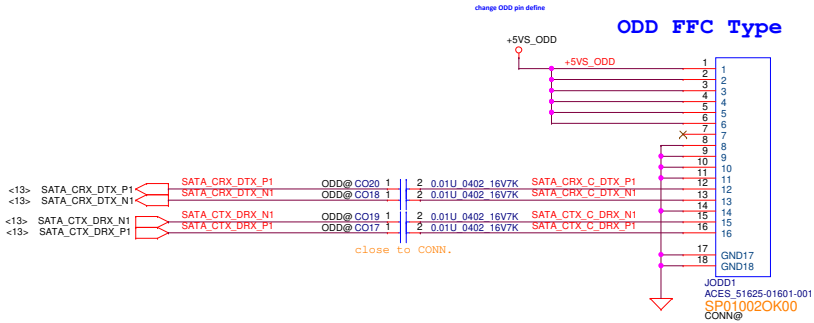 change ODD pin define
ODD FFC Type
+5VS_ODD
+5VS_ODD
1 1
2 2
3 3
4 4
5 5
6 6
7 7
8 8
9 9
10 10
11 11
<13> SATA_CRX_DTX_P1 SATA_CRX_DTX_P1 ODD@ CO20 1 2 0.01U_0402_16V7K SATA_CRX_C_DTX_P1 12 12
<13> SATA_CRX_DTX_N1 SATA_CRX_DTX_N1 ODD@ CO18 1 2 0.01U_0402_16V7K SATA_CRX_C_DTX_N1 13 13
14 14
<13> SATA_CTX_DRX_N1 SATA_CTX_DRX_N1 ODD@ CO19 1 2 0.01U_0402_16V7K SATA_CTX_C_DRX_N1 15 15
<13> SATA_CTX_DRX_P1 SATA_CTX_DRX_P1 ODD@ CO17 1 2 0.01U_0402_16V7K SATA_CTX_C_DRX_P1 16 16
close to CONN.
17 GND17
18 GND18
JODD1
ACES_51625-01601-001
SP01002OK00
CONN@